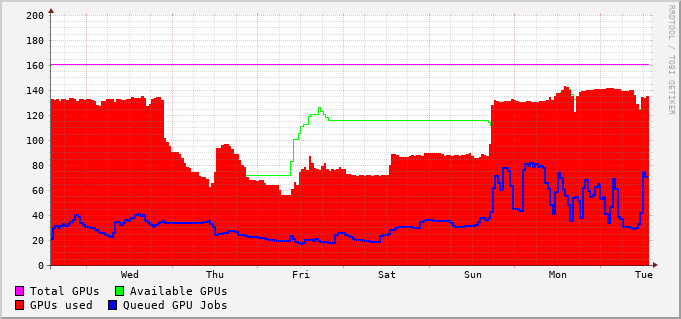 200
180
160
140
120
100
80
60
40
20
0
Wed Thu Fri Sat Sun Mon Tue
Total GPUs Available GPUs
GPUs used Queued GPU Jobs
RRDTOOL / TOBI OETIKER